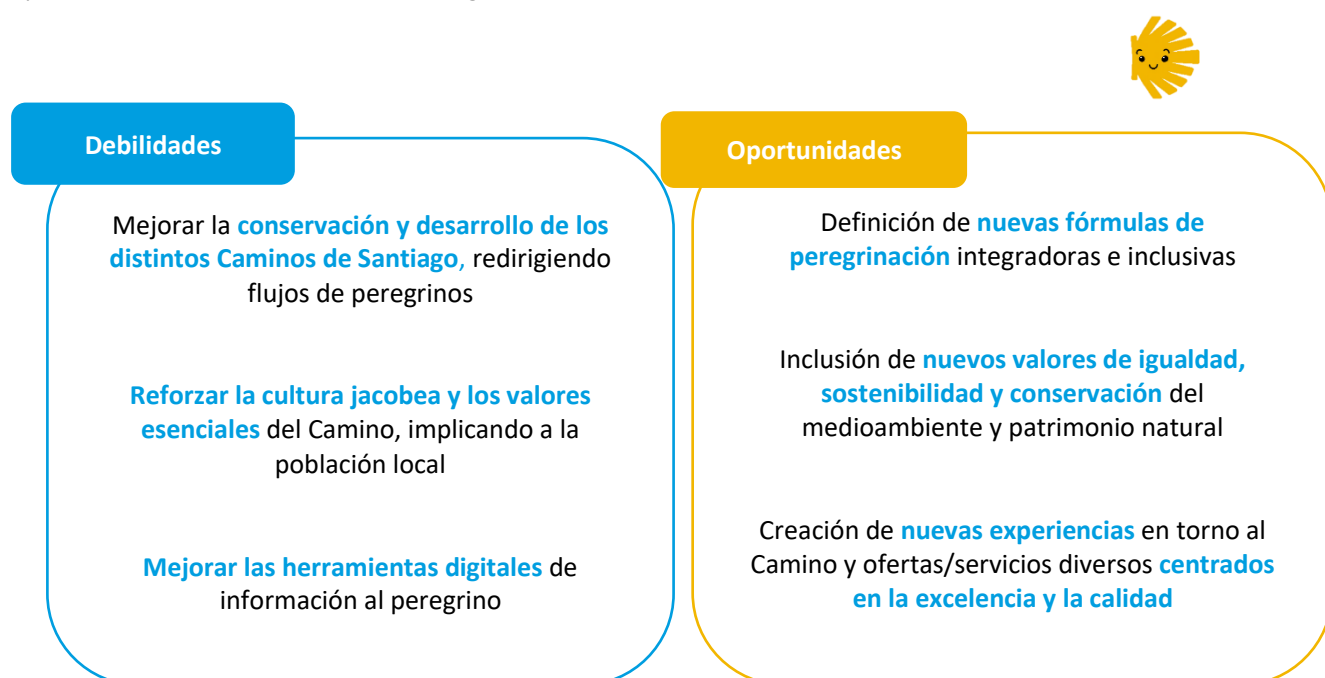 Debilidades
Mejorar la conservación y desarrollo de los
distintos Caminos de Santiago, redirigiendo
flujos de peregrinos
Reforzar la cultura jacobea y los valores
esenciales del Camino, implicando a la
población local
Mejorar las herramientas digitales de
información al peregrino
Oportunidades
Definición de nuevas fórmulas de
peregrinación integradoras e inclusivas
Inclusión de nuevos valores de igualdad,
sostenibilidad y conservación del
medioambiente y patrimonio natural
Creación de nuevas experiencias en torno al
Camino y ofertas/servicios diversos centrados
en la excelencia y la calidad